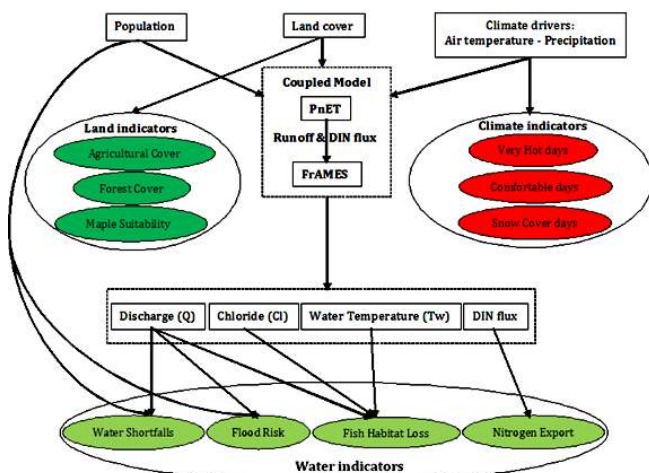 Population
Land cover
Climate drivers:
Air temperature - Precipitation
Coupled Model
PnET
Runoff & DIN flux
FrAMES
Land indicators
Agricultural Cover
Forest Cover
Maple Suitability
Climate indicators
Very Hot days
Comfortable days
Snow Cover days
Discharge (Q)
Chloride (Cl)
Water Temperature (Tw)
DIN flux
Water Shortfalls
Flood Risk
Fish Habitat Loss
Nitrogen Export
Water indicators